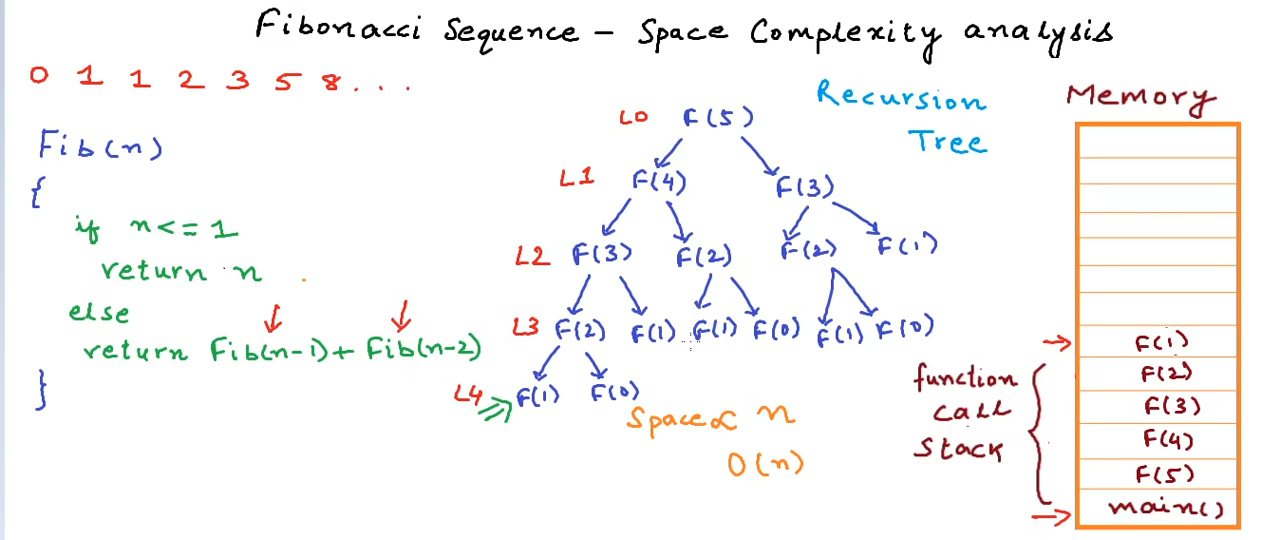 Fibonacci Sequence - Space Complexity analysis
0 1 1 2 3 5 8 . . .
Fib(n)
{
if n<=1
return n
else
return Fib(n-1)+ Fib(n-2)
}
Recursion
Tree
L0 F(5)
L1 F(4) F(3)
L2 F(3) F(2) F(2) F(1)
L3 F(2) F(1) F(1) F(0) F(1) F(0)
L4 F(1) F(0)
Space ∝ n
O(n)
function
call
stack
Memory
F(1)
F(2)
F(3)
F(4)
F(5)
main()